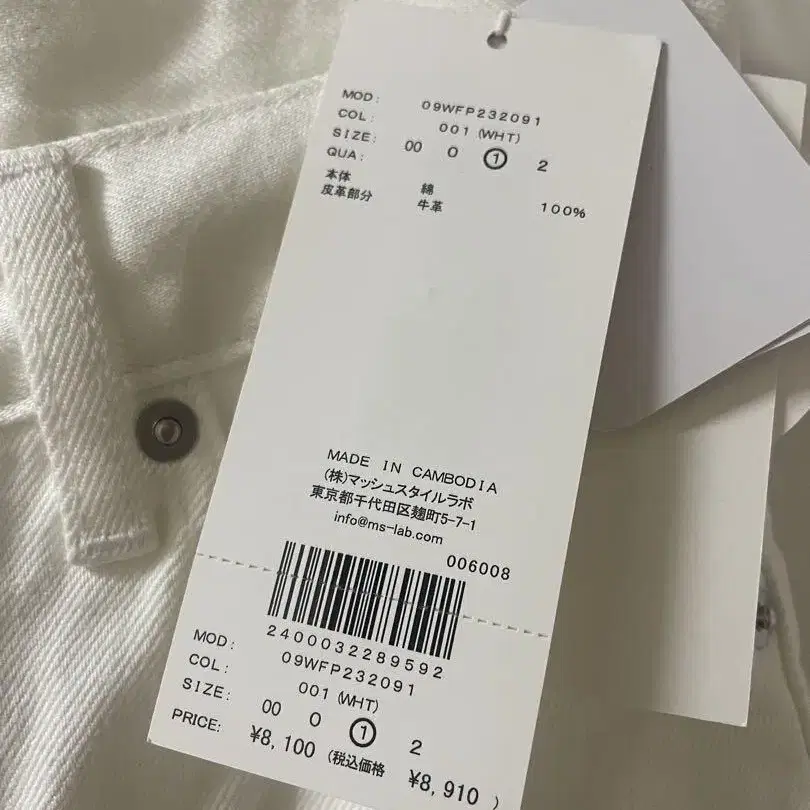 MOD: 09WFP232091
COL: 001 (WHT)
SIZE: 00 0 1 2
QUA:
本体 綿 100%
皮革部分 牛革
MADE IN CAMBODIA
(株)マッシュスタイルラボ
東京都千代田区麹町5-7-1
info@ms-lab.com
006008
2400032289592
MOD: 09WFP232091
COL: 001 (WHT)
SIZE: 00 0 1 2
PRICE: ¥8,100 (税込価格 ¥8,910 )